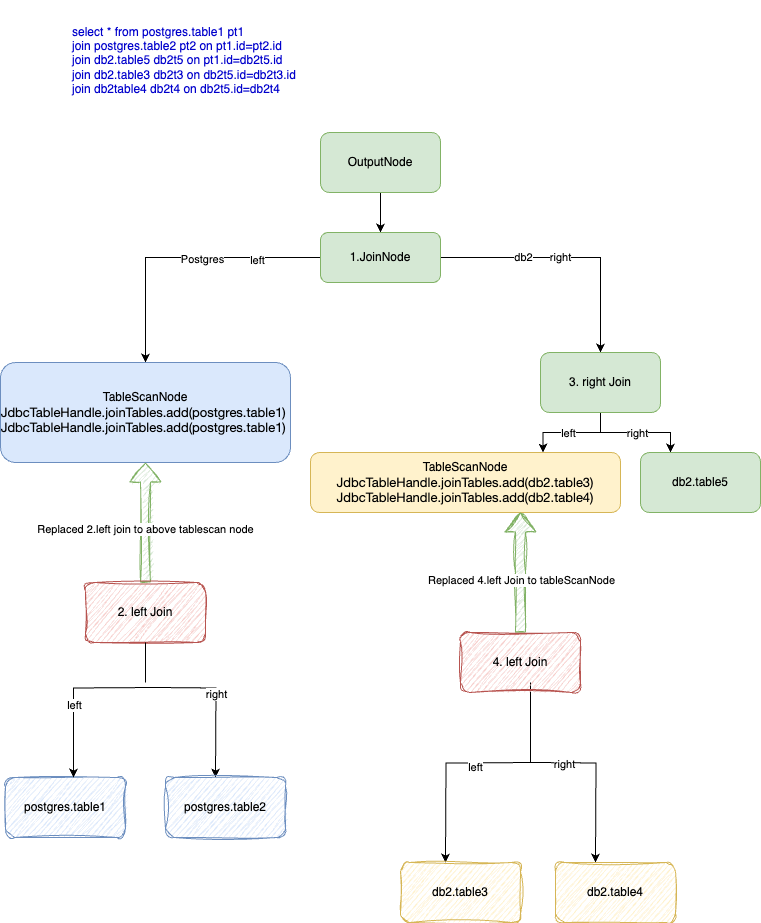 select * from postgres.table1 pt1
join postgres.table2 pt2 on pt1.id=pt2.id
join db2.table5 db2t5 on pt1.id=db2t5.id
join db2.table3 db2t3 on db2t5.id=db2t3.id
join db2table4 db2t4 on db2t5.id=db2t4
OutputNode
1.JoinNode
Postgres
left
db2
right
TableScanNode
JdbcTableHandle.joinTables.add(postgres.table1)
JdbcTableHandle.joinTables.add(postgres.table1)
3. right Join
left
right
TableScanNode
JdbcTableHandle.joinTables.add(db2.table3)
JdbcTableHandle.joinTables.add(db2.table4)
db2.table5
Replaced 2.left join to above tablescan node
Replaced 4.left Join to tableScanNode
2. left Join
4. left Join
left
right
postgres.table1
postgres.table2
left
right
db2.table3
db2.table4